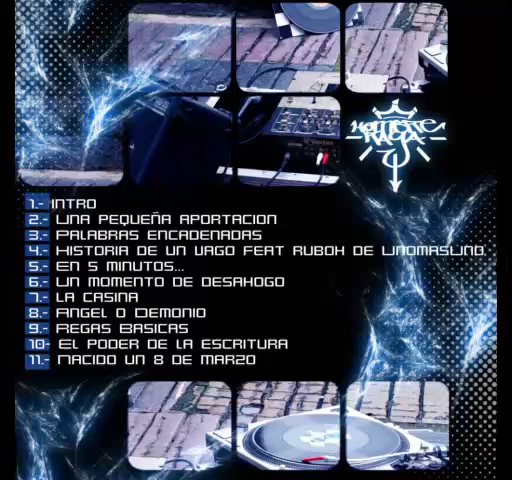 1.- INTRO
2.- UNA PEQUEÑA APORTACION
3.- PALABRAS ENCADENADAS
4.- HISTORIA DE UN VAGO FEAT RUBOX DE UNOMASUNO
5.- EN 5 MINUTOS...
6.- UN MOMENTO DE DESAHOGO
7.- LA CASINA
8.- ANGEL O DEMONIO
9.- REGAS BASICAS
10- EL PODER DE LA ESCRITURA
11.- NACIDO UN 8 DE MARZO